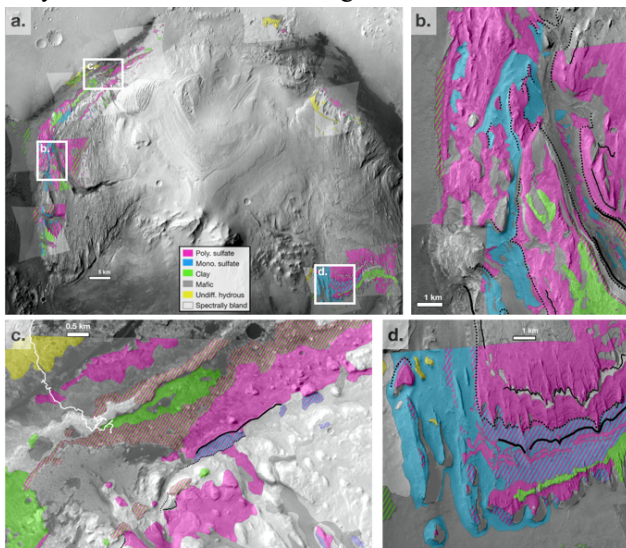 a.
c.
b.
d.
5 km
Poly. sulfate
Mono. sulfate
Clay
Mafic
Undiff. hydrous
Spectrally bland
b.
1 km
c.
0.5 km
d.
1 km